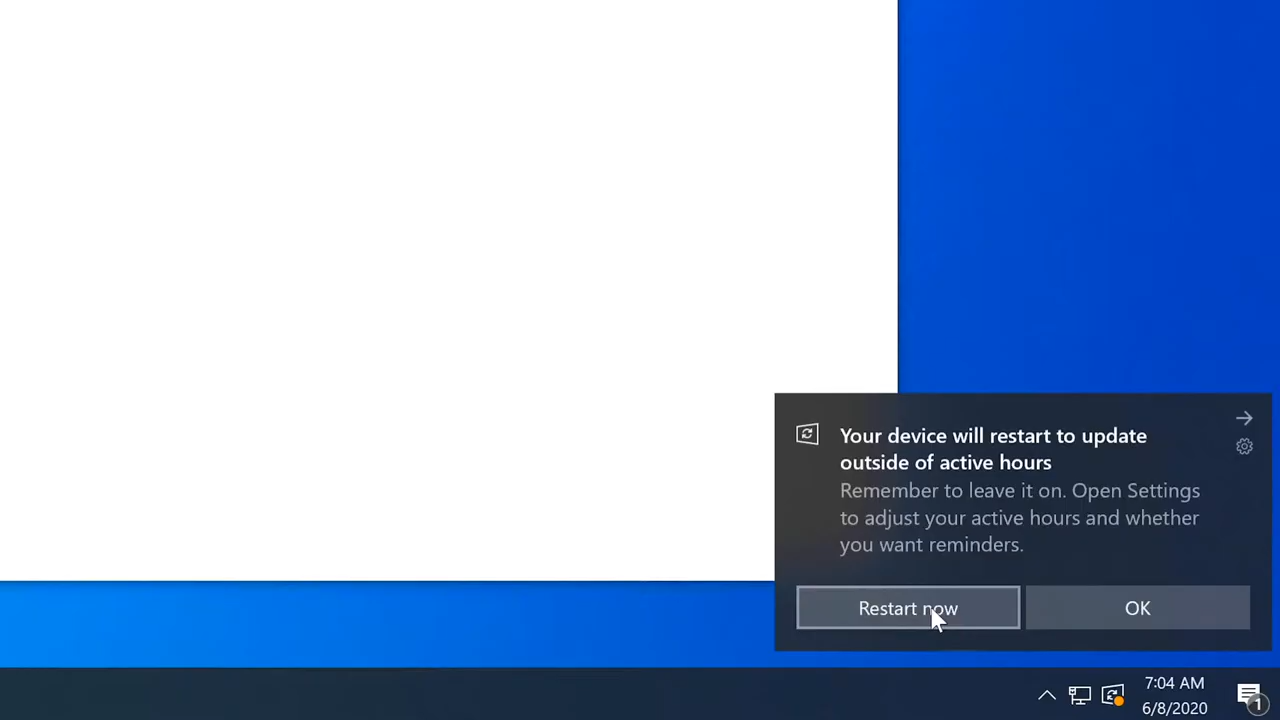 Your device will restart to update
outside of active hours
Remember to leave it on. Open Settings
to adjust your active hours and whether
you want reminders.
Restart now
OK
7:04 AM
6/8/2020
1